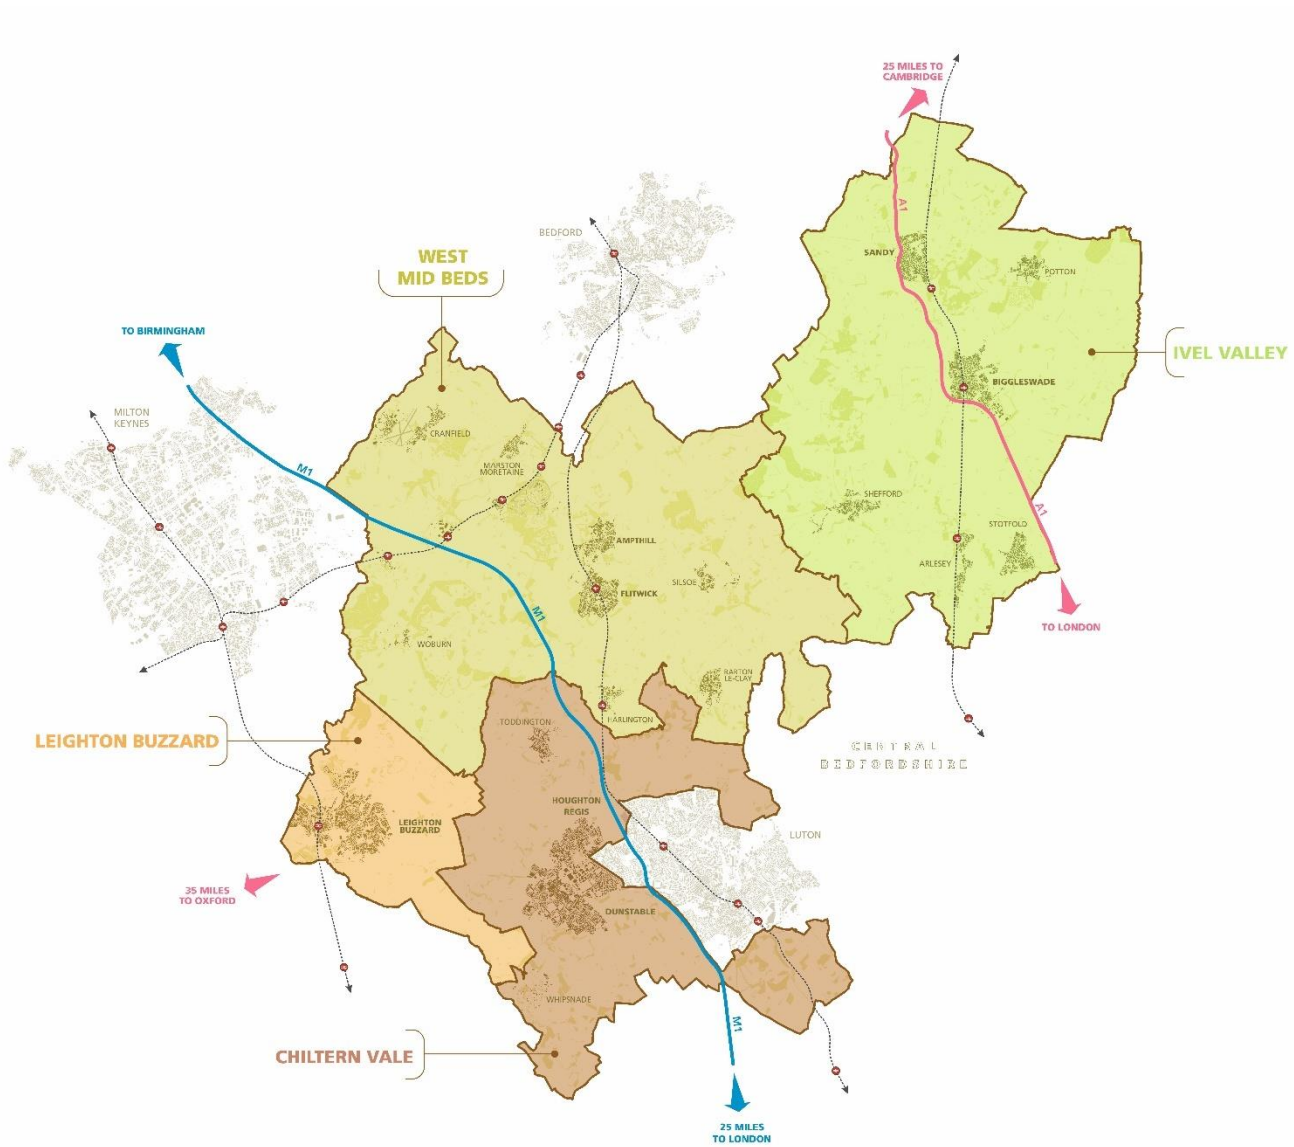 25 MILES TO
CAMBRIDGE
A1
BEDFORD
WEST
MID BEDS
SANDY
POTTON
TO BIRMINGHAM
IVEL VALLEY
BIGGLESWADE
MILTON
KEYNES
CRANFIELD
M1
MARSTON
MORETAINE
SHEFFORD
A1
STOTFOLD
AMPTHILL
ARLESEY
SILSOE
FLITWICK
M1
TO LONDON
WOBURN
BARTON
LE-CLAY
HARLINGTON
TODDINGTON
LEIGHTON BUZZARD
CENTRAL
BEDFORDSHIRE
HOUGHTON
REGIS
LEIGHTON
BUZZARD
LUTON
35 MILES
TO OXFORD
DUNSTABLE
WHIPSNADE
M1
CHILTERN VALE
25 MILES
TO LONDON